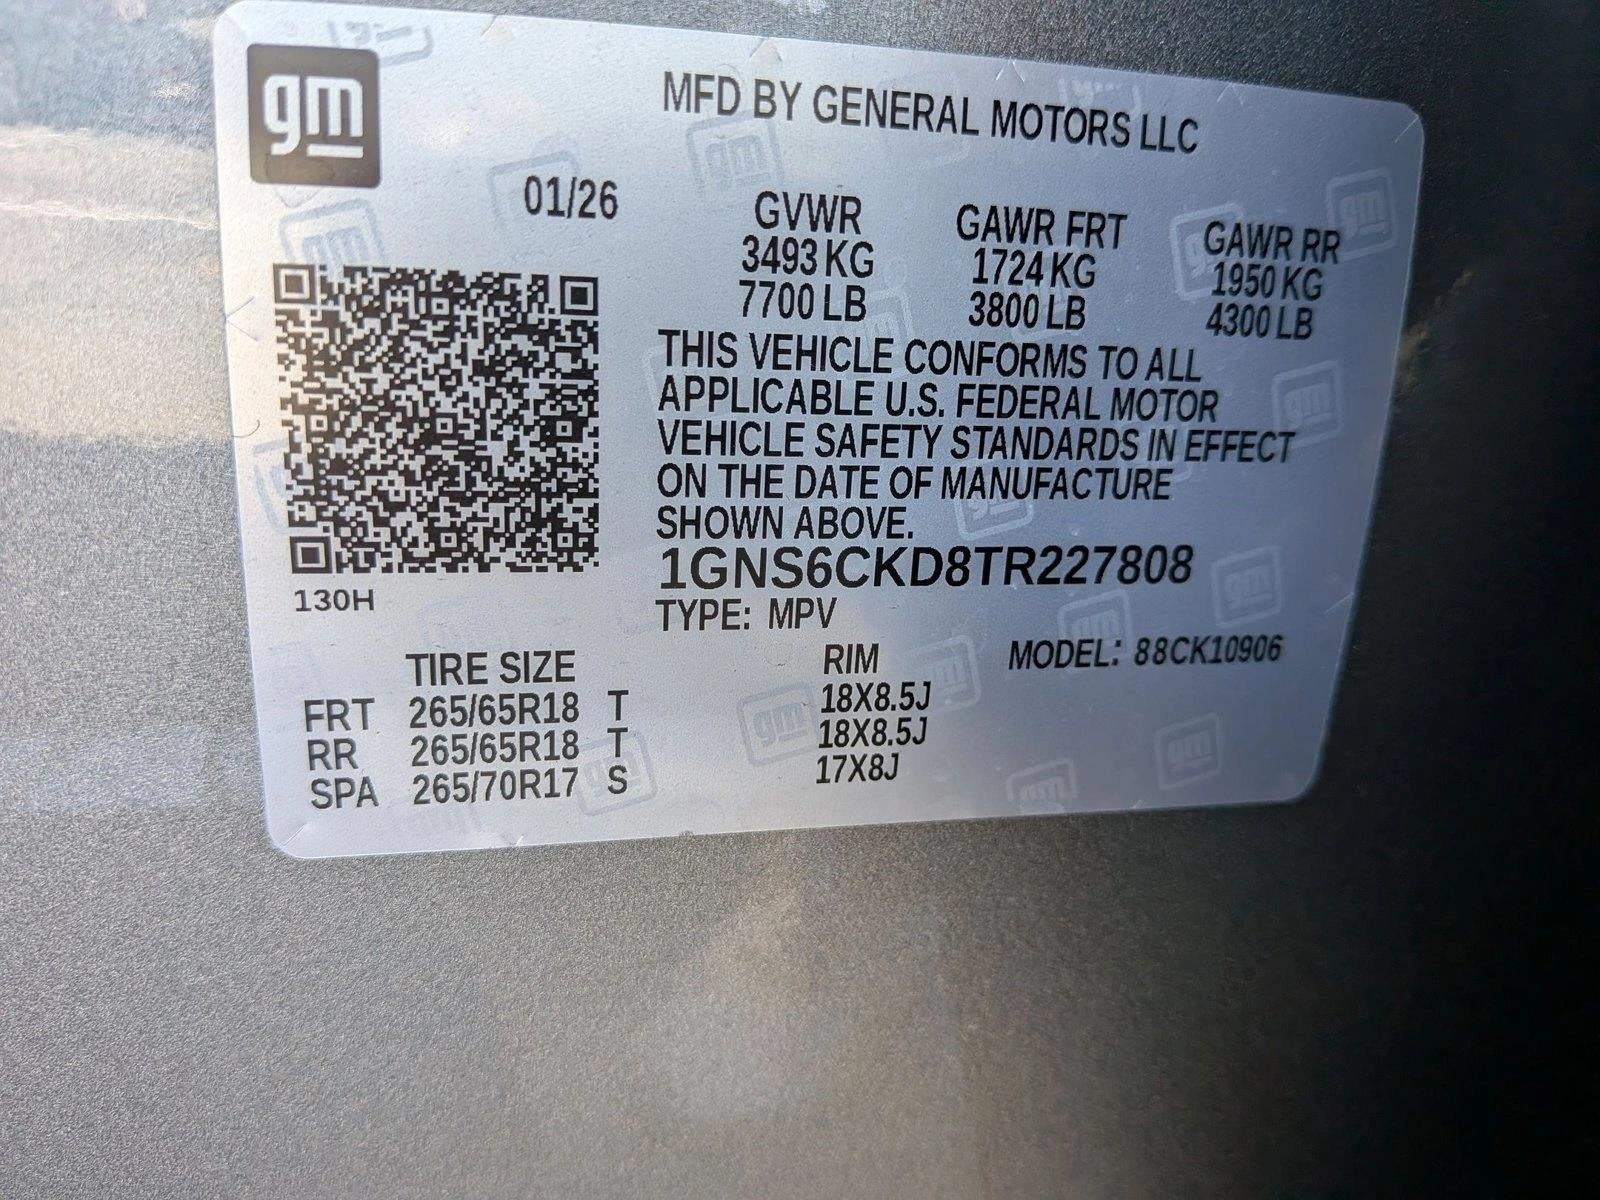 gm
MFD BY GENERAL MOTORS LLC
01/26
GVWR GAWR FRT GAWR RR
3493 KG 1724 KG 1950 KG
7700 LB 3800 LB 4300 LB
THIS VEHICLE CONFORMS TO ALL
APPLICABLE U.S. FEDERAL MOTOR
VEHICLE SAFETY STANDARDS IN EFFECT
ON THE DATE OF MANUFACTURE
SHOWN ABOVE.
1GNS6CKD8TR227808
130H
TYPE: MPV
TIRE SIZE RIM MODEL: 88CK10906
FRT 265/65R18 T 18X8.5J
RR 265/65R18 T 18X8.5J
SPA 265/70R17 S 17X8J